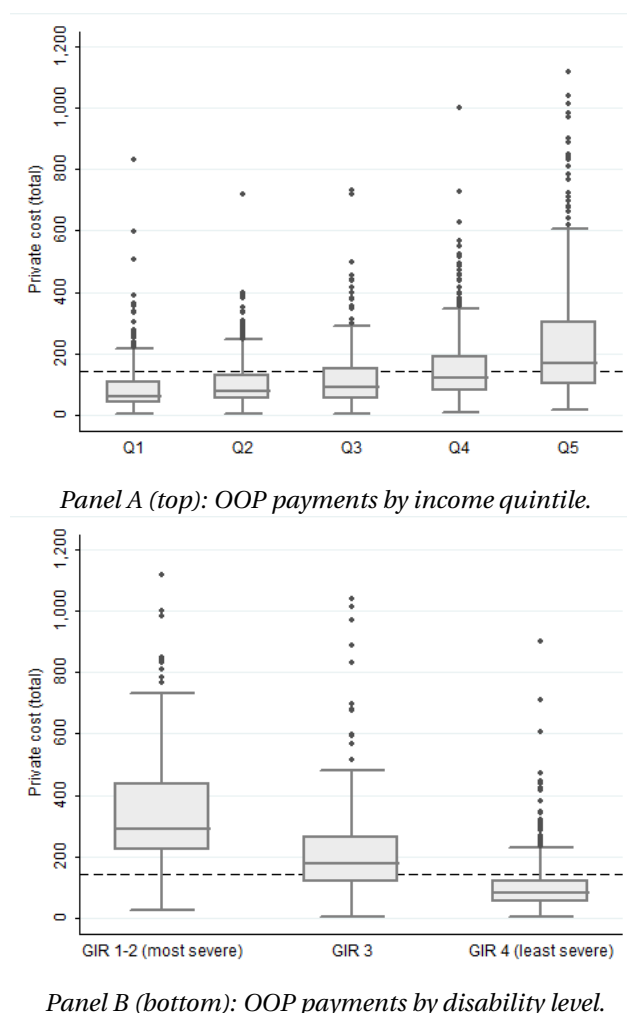 1,200
1,000
800
600
400
200
0
Private cost (total)
Q1 Q2 Q3 Q4 Q5
Panel A (top): OOP payments by income quintile.
1,200
1,000
800
600
400
200
0
Private cost (total)
GIR 1-2 (most severe) GIR 3 GIR 4 (least severe)
Panel B (bottom): OOP payments by disability level.